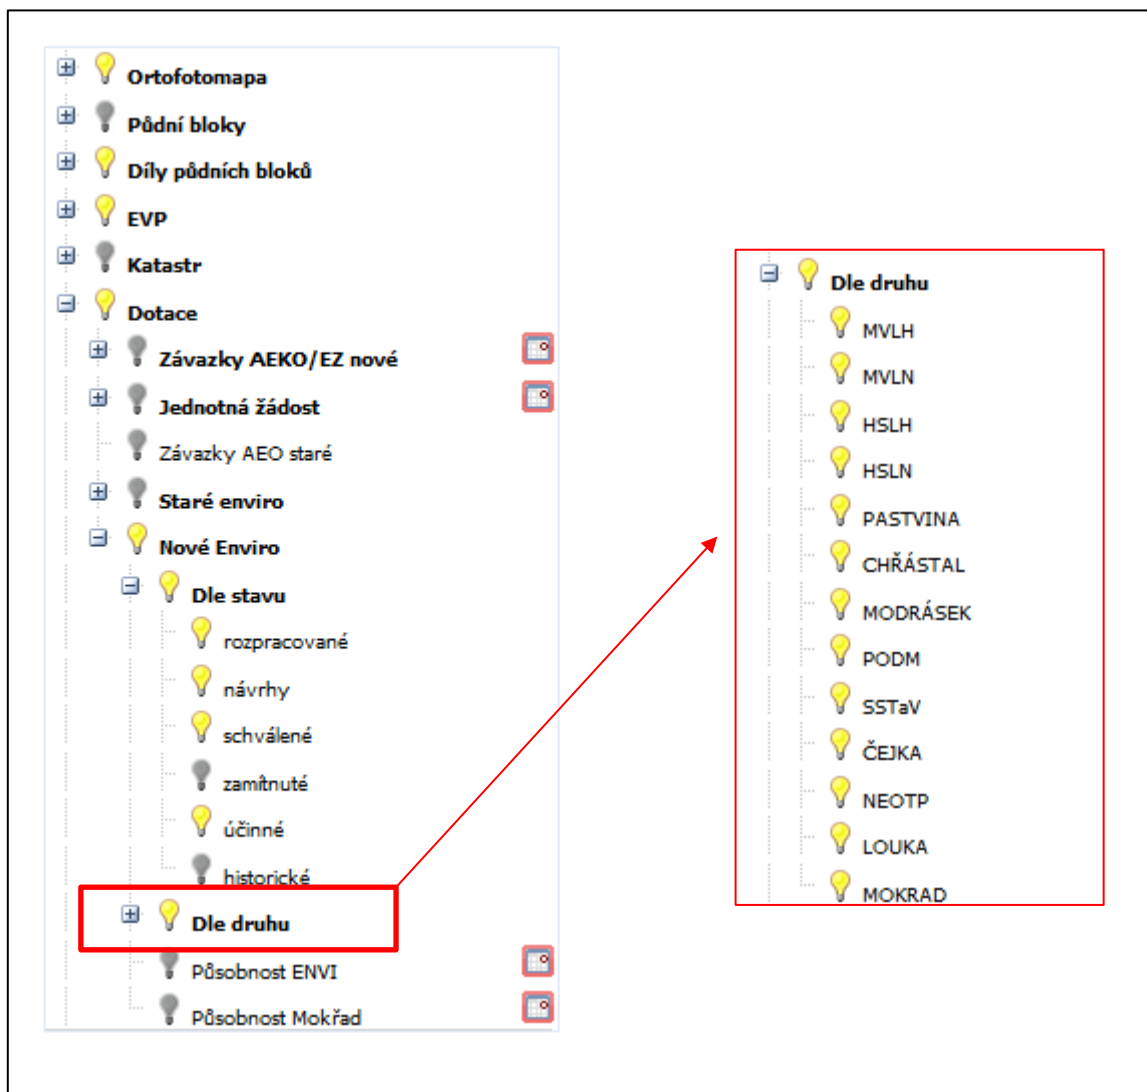 Ortofotomapa
Půdní bloky
Díly půdních bloků
EVP
Katastr
Dotace
Závazky AEKO/EZ nové
Jednotná žádost
Závazky AEO staré
Staré enviro
Nové Enviro
Dle stavu
rozpracované
návrhy
schválené
zamítnuté
účinné
historické
Dle druhu
Působnost ENVI
Působnost Mokřad
Dle druhu
MVLH
MVLN
HSLH
HSLN
PASTVINA
CHŘÁSTAL
MODRÁSEK
PODM
SSTaV
ČEJKA
NEOTP
LOUKA
MOKRAD